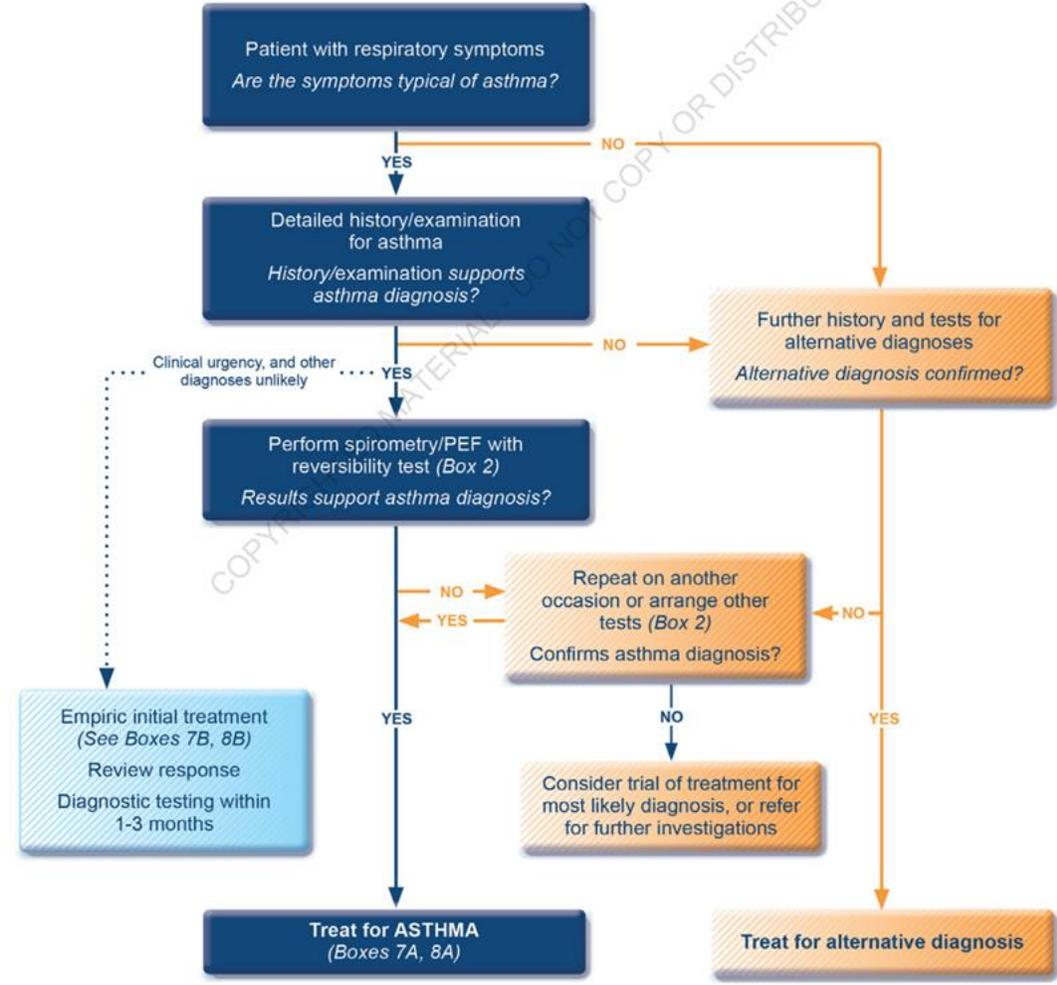 Patient with respiratory symptoms
Are the symptoms typical of asthma?
NO
YES
Detailed history/examination
for asthma
History/examination supports
asthma diagnosis?
Further history and tests for
alternative diagnoses
Alternative diagnosis confirmed?
NO
Clinical urgency, and other
diagnoses unlikely
YES
Perform spirometry/PEF with
reversibility test (Box 2)
Results support asthma diagnosis?
Repeat on another
occasion or arrange other
tests (Box 2)
Confirms asthma diagnosis?
NO
YES
NO
Empiric initial treatment
(See Boxes 7B, 8B)
Review response
Diagnostic testing within
1-3 months
YES
NO
YES
Consider trial of treatment for
most likely diagnosis, or refer
for further investigations
Treat for ASTHMA
(Boxes 7A, 8A)
Treat for alternative diagnosis
MATERIAL - DO NOT COPY OR